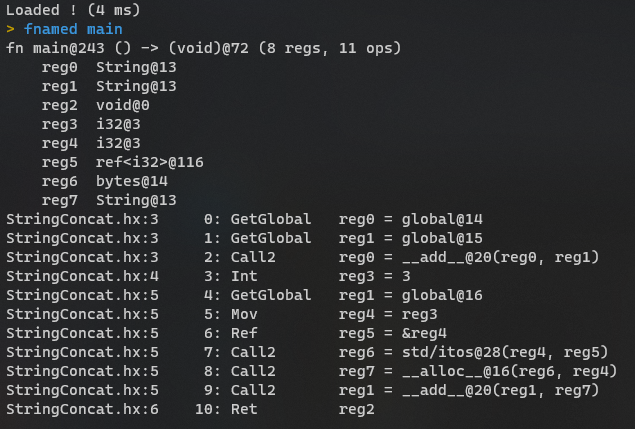 Loaded ! (4 ms)
> fnamed main
fn main@243 () -> (void)@72 (8 regs, 11 ops)
    reg0  String@13
    reg1  String@13
    reg2  void@0
    reg3  i32@3
    reg4  i32@3
    reg5  ref<i32>@116
    reg6  bytes@14
    reg7  String@13
StringConcat.hx:3     0: GetGlobal   reg0 = global@14
StringConcat.hx:3     1: GetGlobal   reg1 = global@15
StringConcat.hx:3     2: Call2       reg0 = __add__@20(reg0, reg1)
StringConcat.hx:4     3: Int         reg3 = 3
StringConcat.hx:5     4: GetGlobal   reg1 = global@16
StringConcat.hx:5     5: Mov         reg4 = reg3
StringConcat.hx:5     6: Ref         reg5 = &reg4
StringConcat.hx:5     7: Call2       reg6 = std/itos@28(reg4, reg5)
StringConcat.hx:5     8: Call2       reg7 = __alloc__@16(reg6, reg4)
StringConcat.hx:5     9: Call2       reg1 = __add__@20(reg1, reg7)
StringConcat.hx:6    10: Ret         reg2